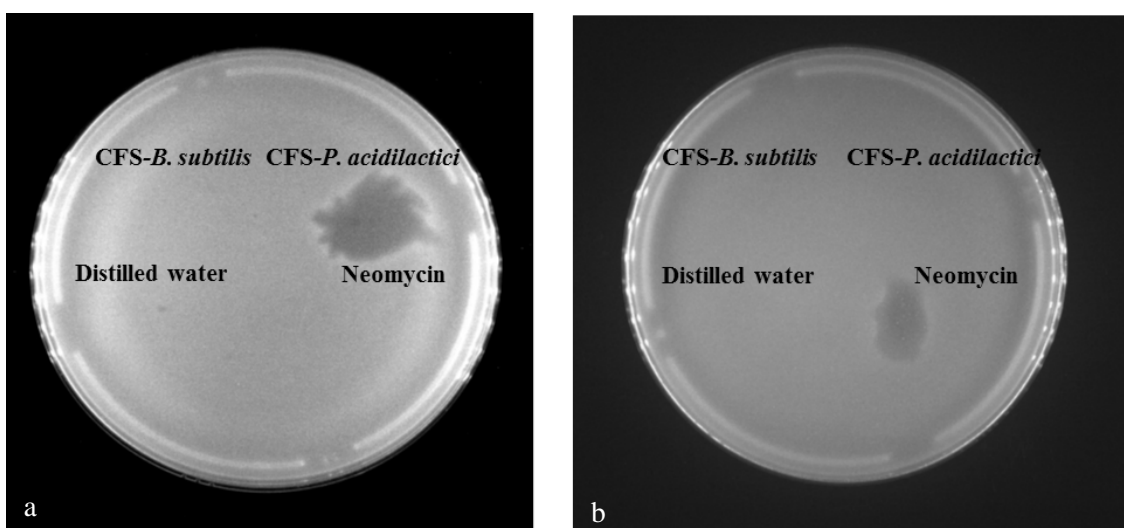 CFS-B. subtilis CFS-P. acidilactici
Distilled water Neomycin
a
CFS-B. subtilis CFS-P. acidilactici
Distilled water Neomycin
b